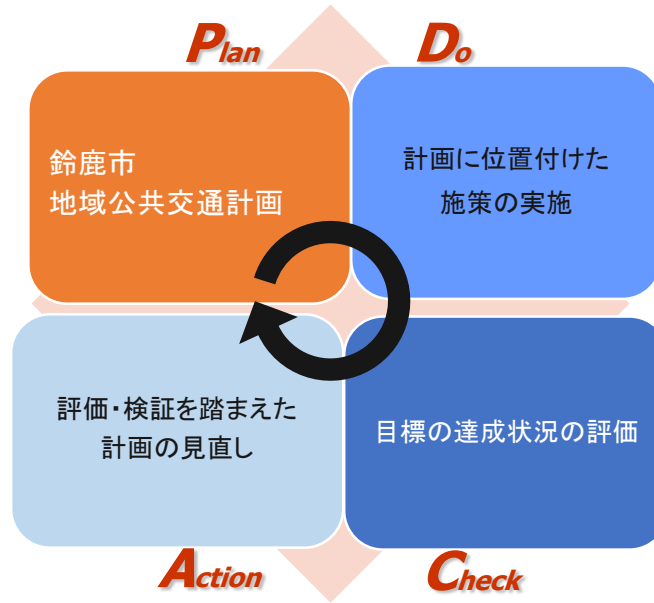 Plan
Do
鈴鹿市
地域公共交通計画
計画に位置付けた
施策の実施
評価・検証を踏まえた
計画の見直し
目標の達成状況の評価
Action
Check